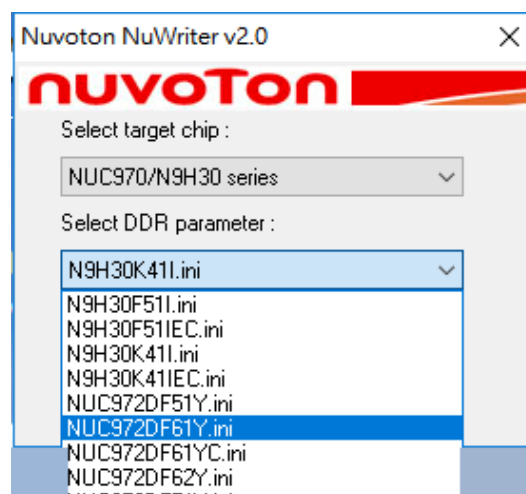 Nuvoton NuWriter v2.0
nuvoTon
Select target chip :
NUC970/N9H30 series
Select DDR parameter :
N9H30K41I.ini
N9H30F51I.ini
N9H30F51IEC.ini
N9H30K41I.ini
N9H30K41IEC.ini
NUC972DF51Y.ini
NUC972DF61Y.ini
NUC972DF61YC.ini
NUC972DF62Y.ini